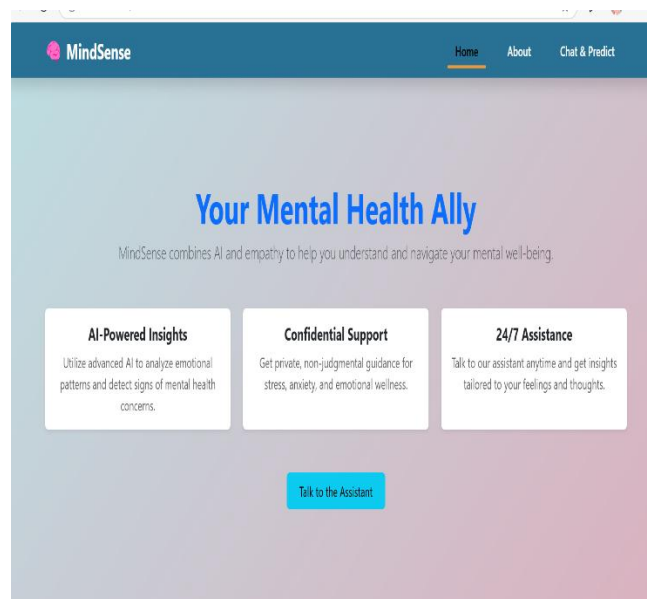 MindSense
Home About Chat & Predict
Your Mental Health Ally
MindSense combines AI and empathy to help you understand and navigate your mental well-being.
AI-Powered Insights
Utilize advanced AI to analyze emotional
patterns and detect signs of mental health
concerns.
Confidential Support
Get private, non-judgmental guidance for
stress, anxiety, and emotional wellness.
24/7 Assistance
Talk to our assistant anytime and get insights
tailored to your feelings and thoughts.
Talk to the Assistant